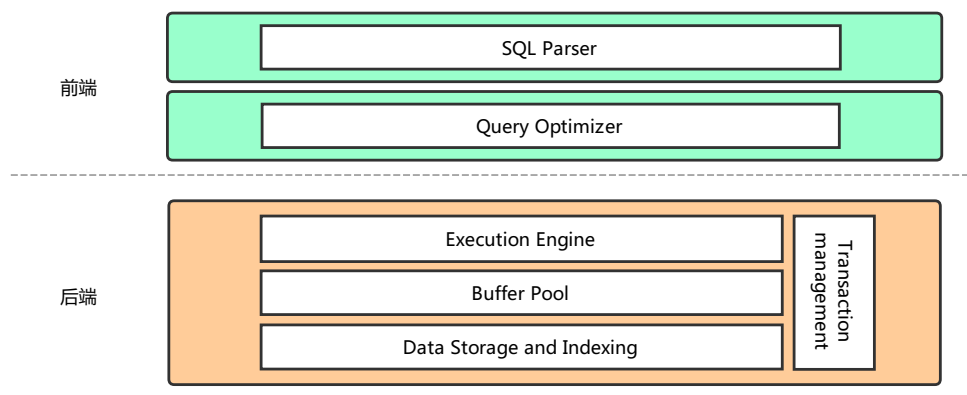 SQL Parser
前端
Query Optimizer
Execution Engine
后端
Buffer Pool
Data Storage and Indexing
Transaction
management